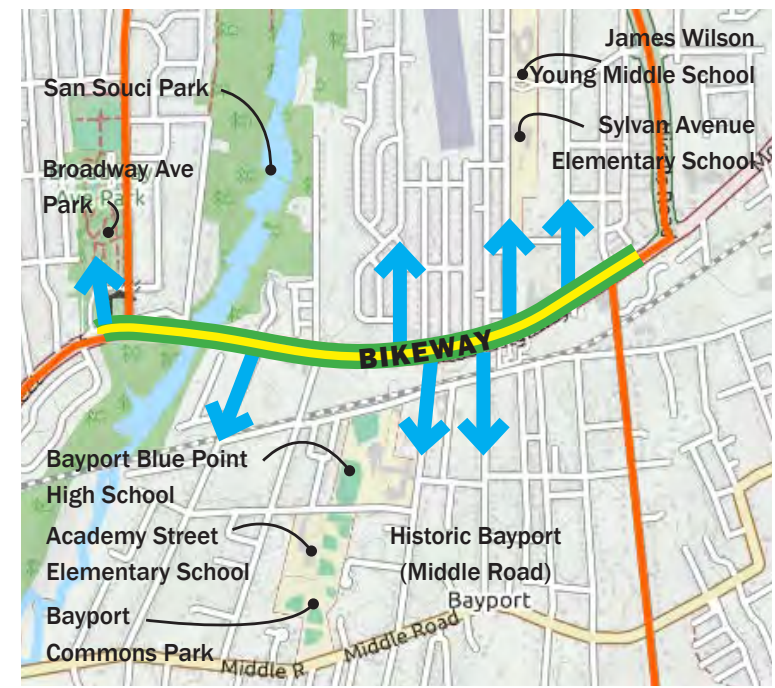 James Wilson
Young Middle School
San Souci Park
Sylvan Avenue
Elementary School
Broadway Ave
Park
Park
BIKEWAY
Bayport Blue Point
High School
Academy Street
Elementary School
Historic Bayport
(Middle Road)
Bayport
Bayport
Commons Park
Middle Road
Middle R